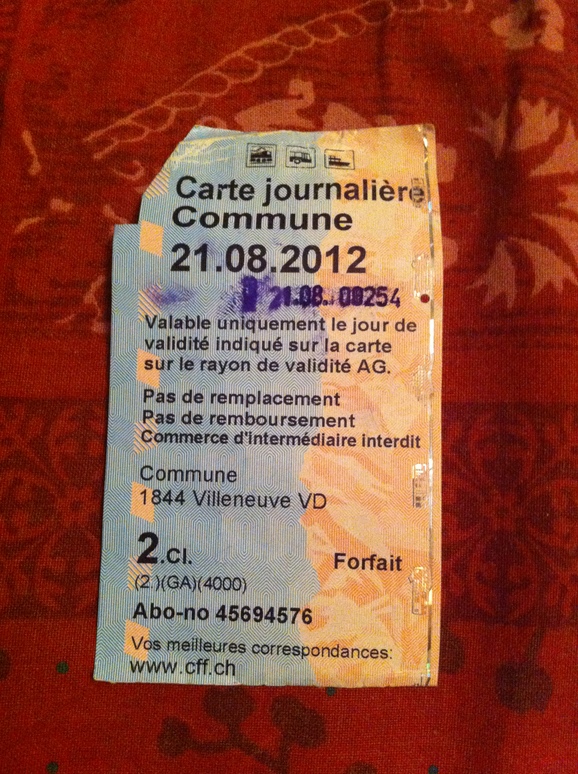 Carte journalière
Commune
21.08.2012
21.08. 00254
Valable uniquement le jour de
validité indiqué sur la carte
sur le rayon de validité AG.
Pas de remplacement
Pas de remboursement
Commerce d'intermédiaire interdit
Commune
1844 Villeneuve VD
2.Cl. Forfait
(2.)(GA)(4000)
Abo-no 45694576
Vos meilleures correspondances:
www.cff.ch